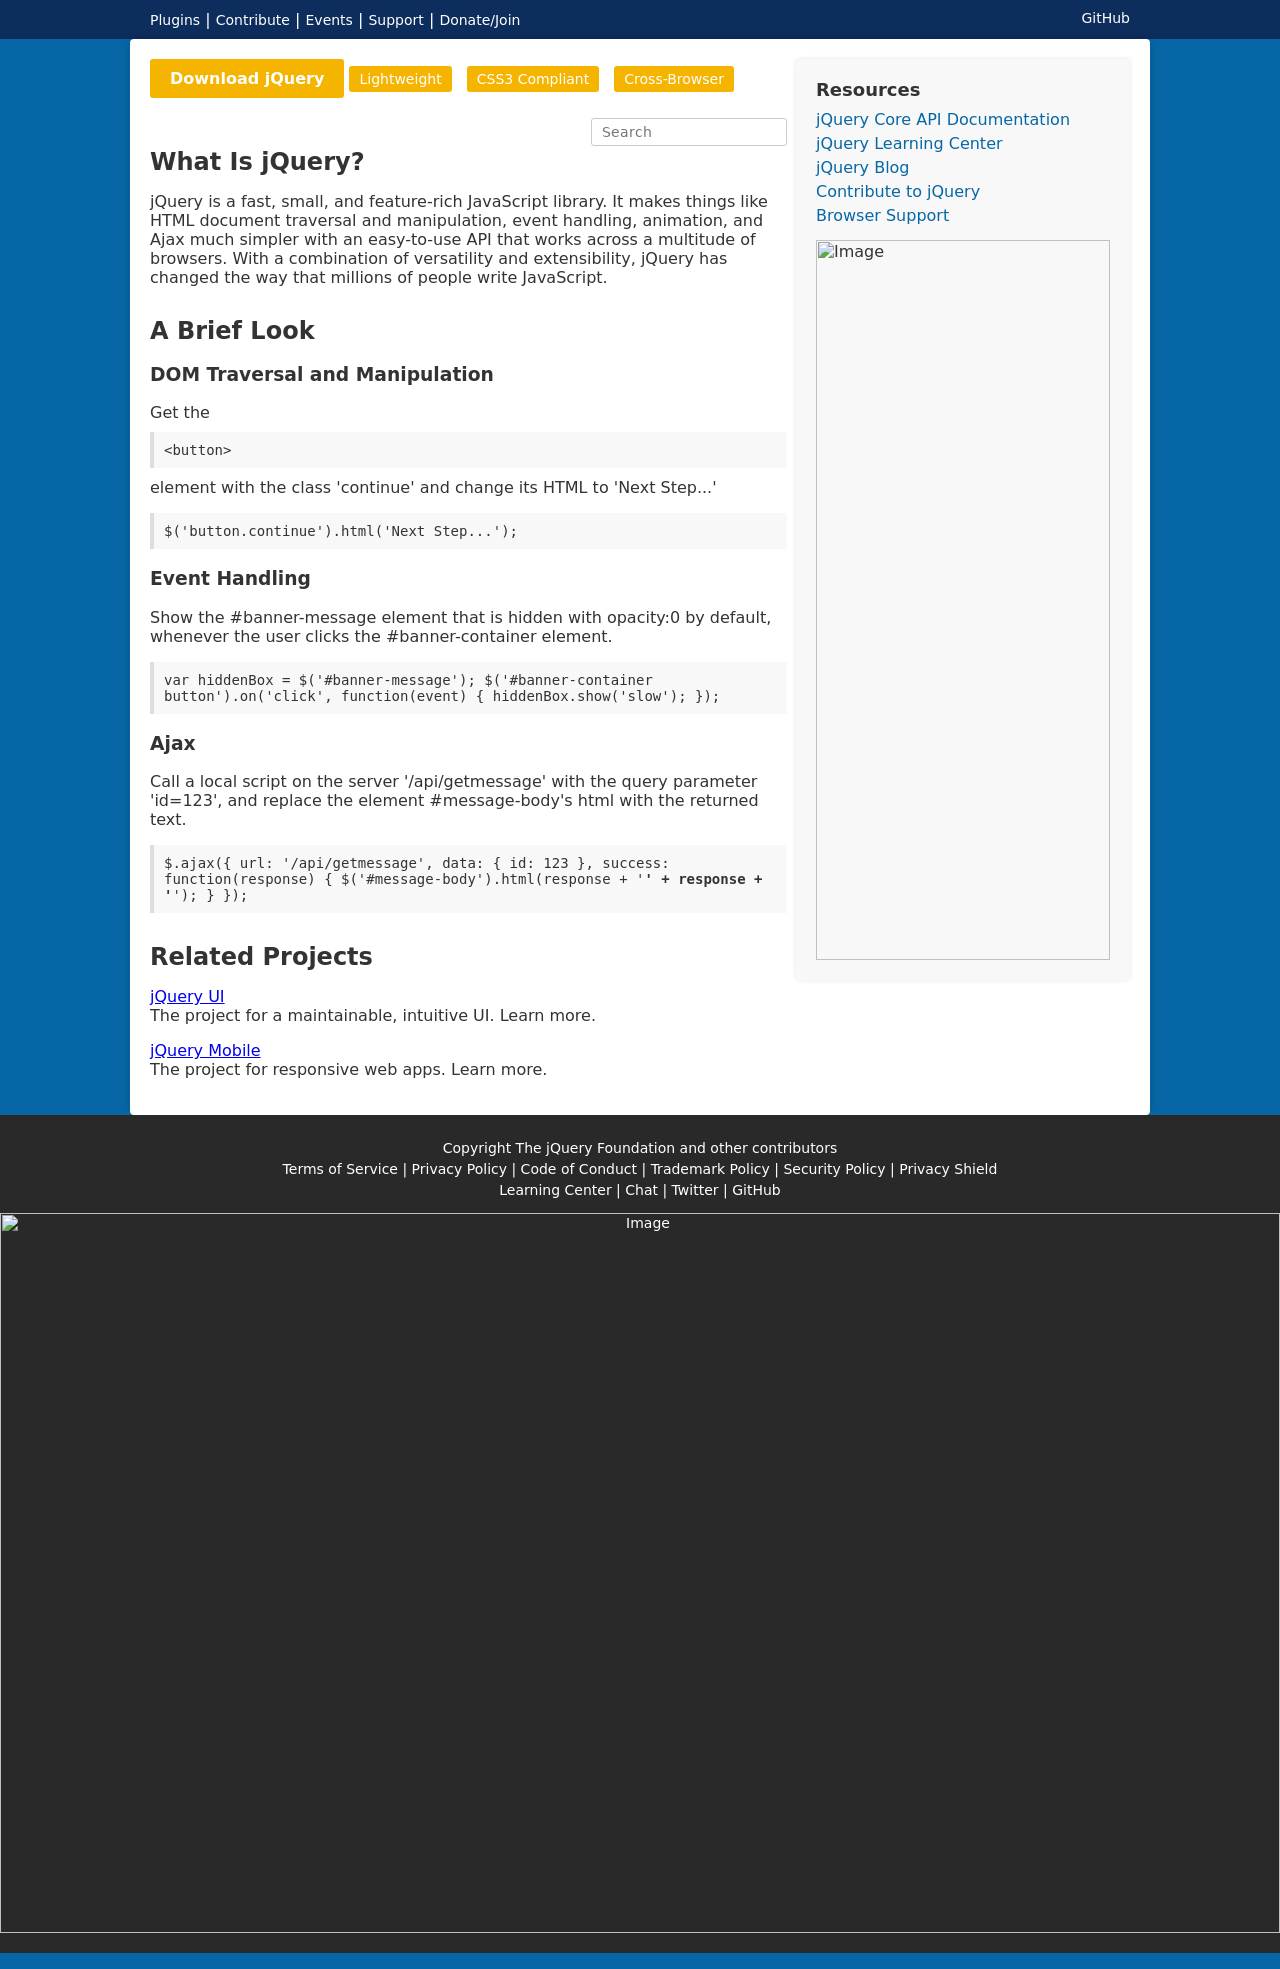 Plugins | Contribute | Events | Support | Donate/Join
GitHub
Download jQuery
Lightweight
CSS3 Compliant
Cross-Browser
Search
What Is jQuery?
jQuery is a fast, small, and feature-rich JavaScript library. It makes things like
HTML document traversal and manipulation, event handling, animation, and
Ajax much simpler with an easy-to-use API that works across a multitude of
browsers. With a combination of versatility and extensibility, jQuery has
changed the way that millions of people write JavaScript.
A Brief Look
DOM Traversal and Manipulation
Get the
<button>
element with the class 'continue' and change its HTML to 'Next Step...'
$('button.continue').html('Next Step...');
Event Handling
Show the #banner-message element that is hidden with opacity:0 by default,
whenever the user clicks the #banner-container element.
var hiddenBox = $('#banner-message'); $('#banner-container
button').on('click', function(event) { hiddenBox.show('slow'); });
Ajax
Call a local script on the server '/api/getmessage' with the query parameter
'id=123', and replace the element #message-body's html with the returned
text.
$.ajax({ url: '/api/getmessage', data: { id: 123 }, success:
function(response) { $('#message-body').html(response + '' + response +
''); } });
Related Projects
jQuery UI
The project for a maintainable, intuitive UI. Learn more.
jQuery Mobile
The project for responsive web apps. Learn more.
Resources
jQuery Core API Documentation
jQuery Learning Center
jQuery Blog
Contribute to jQuery
Browser Support
Image
Copyright The jQuery Foundation and other contributors
Terms of Service | Privacy Policy | Code of Conduct | Trademark Policy | Security Policy | Privacy Shield
Learning Center | Chat | Twitter | GitHub
Image